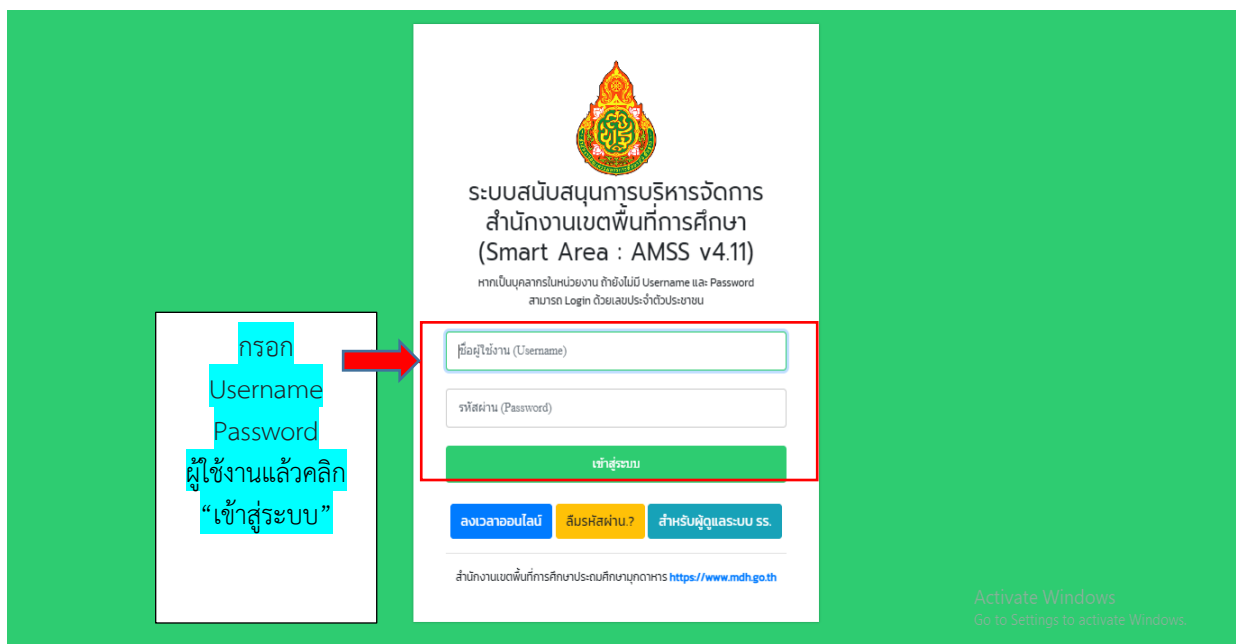 ระบบสนับสนุนการบริหารจัดการ
สำนักงานเขตพื้นที่การศึกษา
(Smart Area : AMSS v4.11)
หากเป็นบุคลากรในหน่วยงาน ถ้ายังไม่มี Username และ Password
สามารถ Login ด้วยเลขประจำตัวประชาชน
กรอก
Username
Password
ผู้ใช้งานแล้วคลิก
“เข้าสู่ระบบ”
ชื่อผู้ใช้งาน (Username)
รหัสผ่าน (Password)
เข้าสู่ระบบ
ลงเวลาออนไลน์ ลืมรหัสผ่าน.? สำหรับผู้ดูแลระบบ รร.
สำนักงานเขตพื้นที่การศึกษาประถมศึกษามุกดาหาร https://www.mdh.go.th
Activate Windows
Go to Settings to activate Windows.